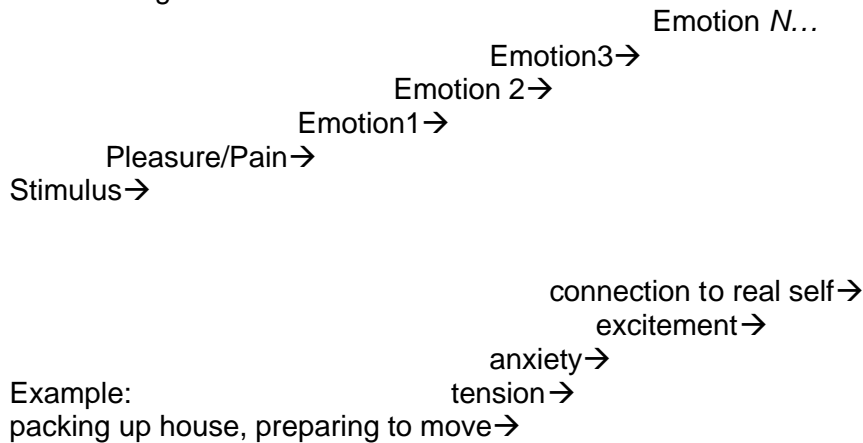 Emotion N…
Emotion3→
Emotion 2→
Emotion1→
Pleasure/Pain→
Stimulus→
connection to real self→
excitement→
anxiety→
Example: tension→
packing up house, preparing to move→